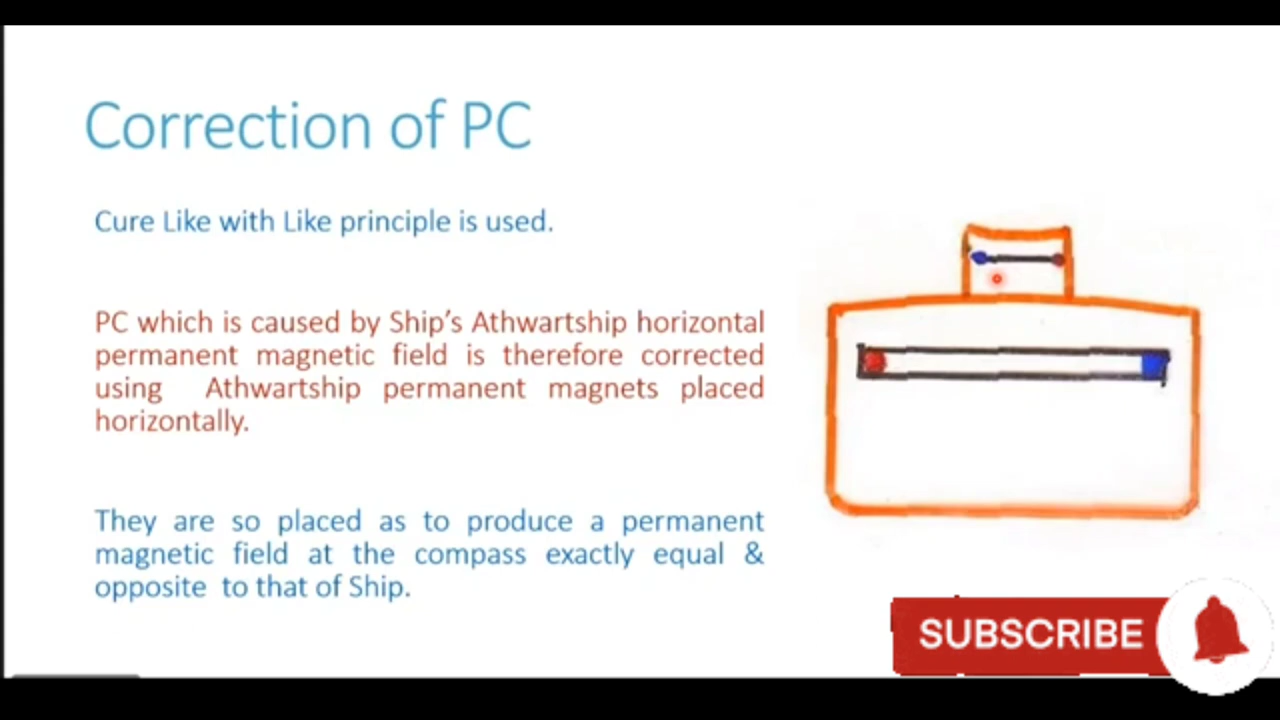 Correction of PC
Cure Like with Like principle is used.
PC which is caused by Ship's Athwartship horizontal
permanent magnetic field is therefore corrected
using Athwartship permanent magnets placed
horizontally.
They are so placed as to produce a permanent
magnetic field at the compass exactly equal &
opposite to that of Ship.
SUBSCRIBE